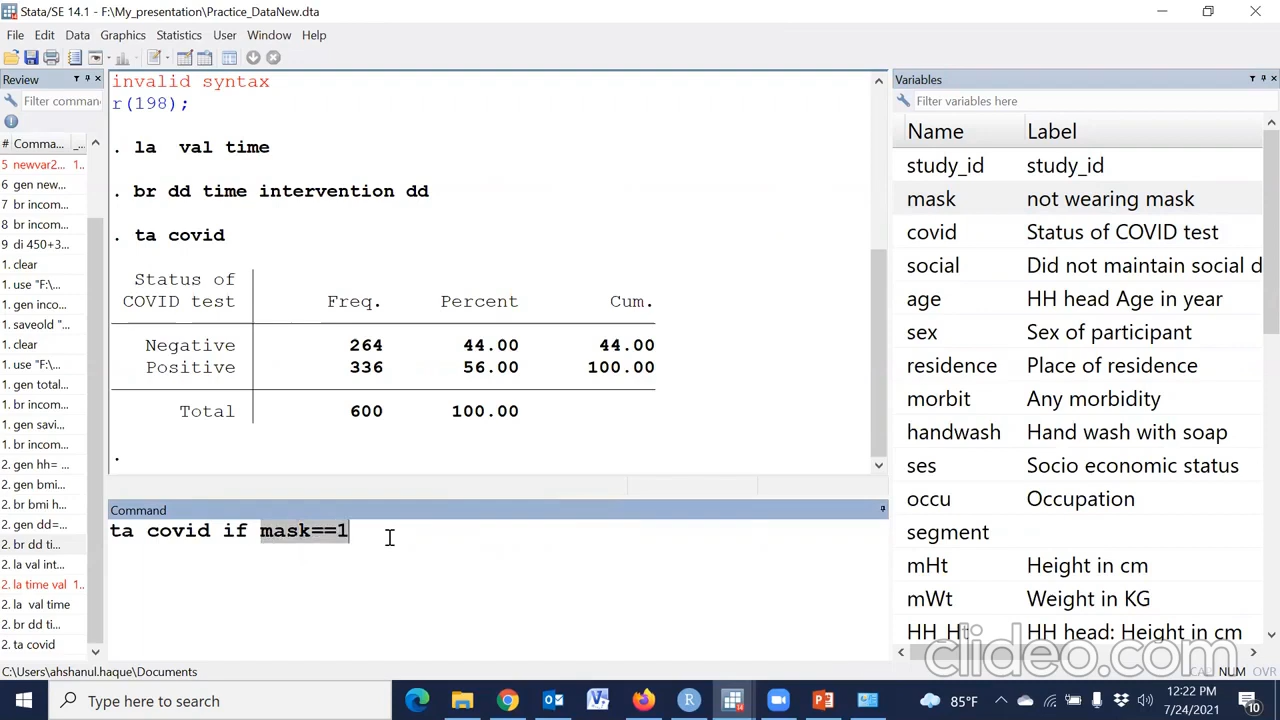 Stata/SE 14.1 - F:\My_presentation\Practice_DataNew.dta
File Edit Data Graphics Statistics User Window Help
Review
Filter command
# Comma... _...
5 newvar2... 1...
6 gen new...
7 br incom...
8 br incom...
9 di 450+3...
1. clear
1. use "F:\...
1. gen inco...
1. saveold "...
1. clear
1. use "F:\...
1. gen total...
1. br incom...
1. gen savi...
1. br incom...
2. gen hh= ...
2. gen bmi...
2. br bmi h...
2. gen dd=...
2. br dd ti...
2. la val int...
2. la time val 1...
2. la val time
2. br dd ti...
2. ta covid
invalid syntax
r(198);
. la  val time
. br dd time intervention dd
. ta covid
Status of
COVID test Freq. Percent Cum.
Negative 264 44.00 44.00
Positive 336 56.00 100.00
Total 600 100.00
.
Command
ta covid if mask==1
Variables
Filter variables here
Name Label
study_id study_id
mask not wearing mask
covid Status of COVID test
social Did not maintain social d
age HH head Age in year
sex Sex of participant
residence Place of residence
morbit Any morbidity
handwash Hand wash with soap
ses Socio economic status
occu Occupation
segment
mHt Height in cm
mWt Weight in KG
HH_Ht HH head: Height in cm
clideo.com
C:\Users\ahshanul.haque\Documents
CAP NUM OVR
Type here to search
85°F
12:22 PM
7/24/2021
10